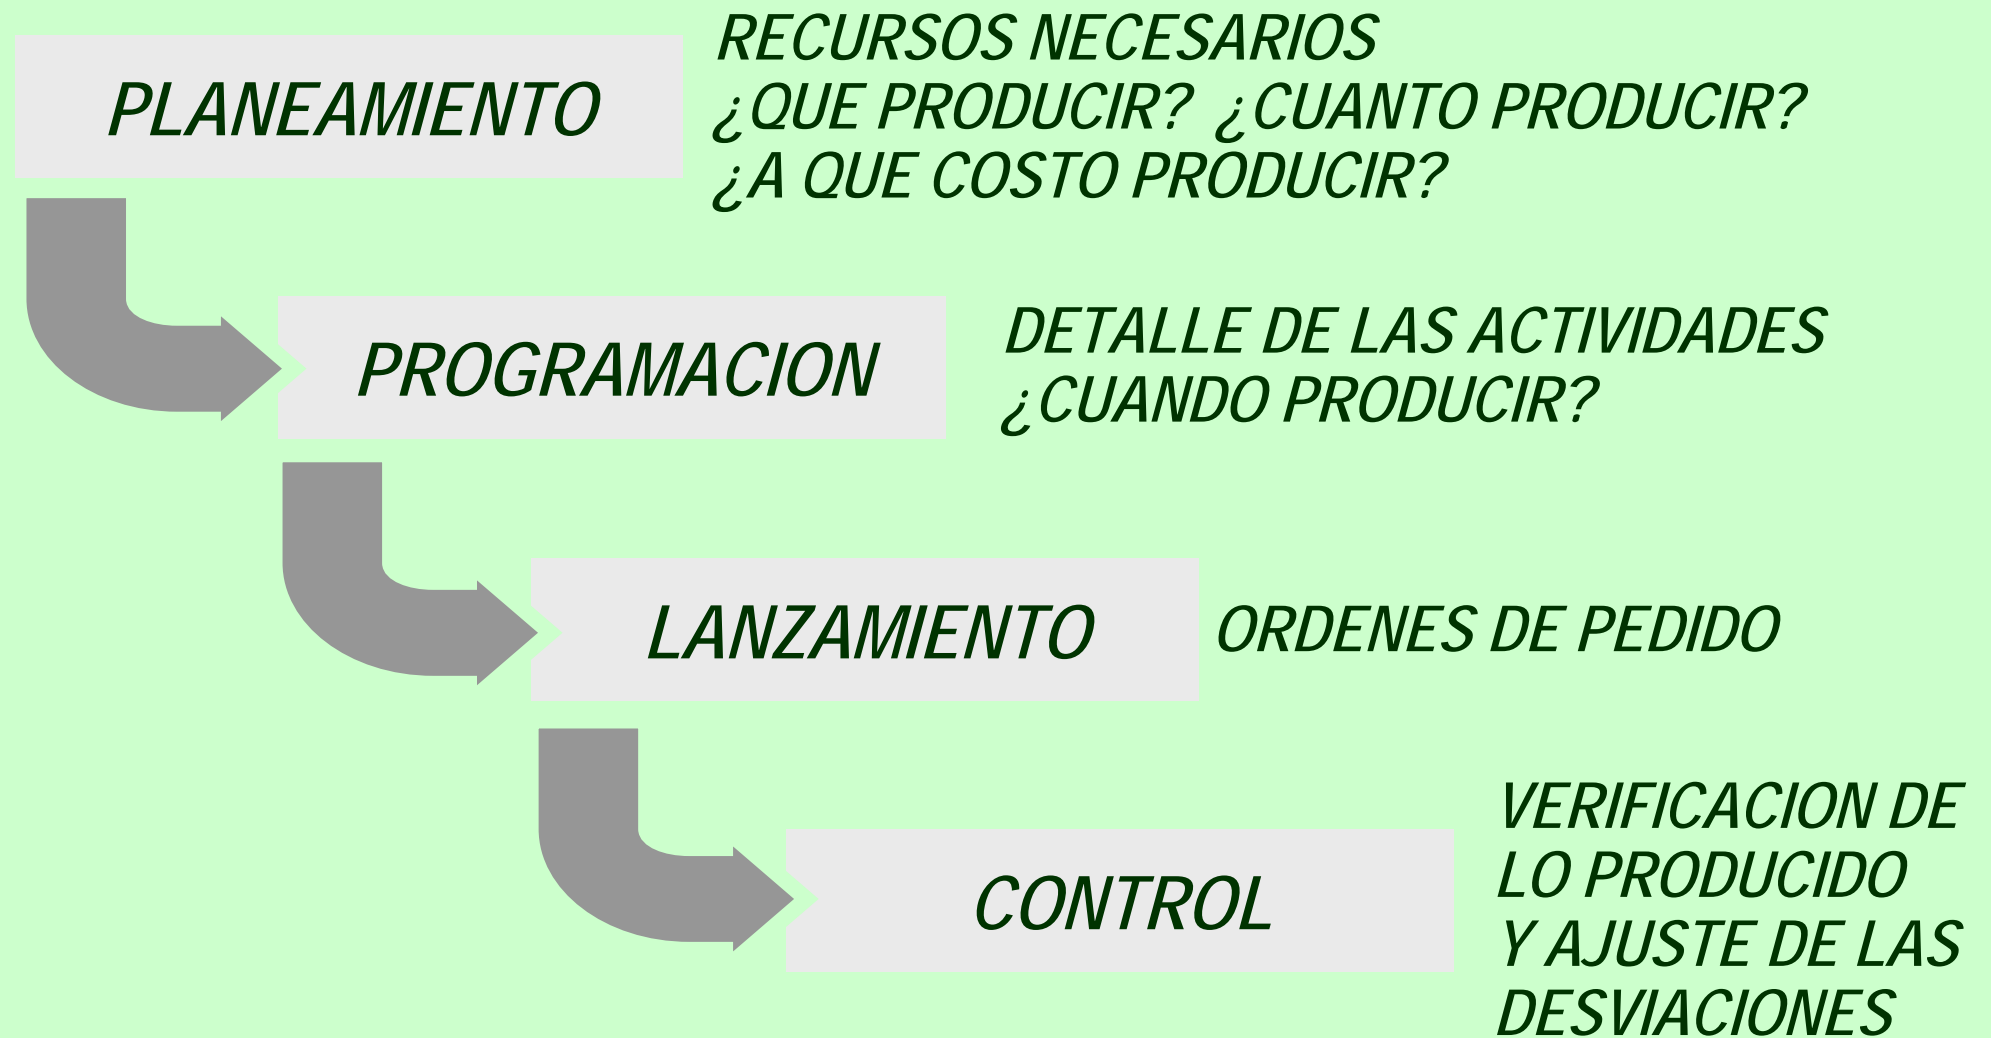 PLANEAMIENTO
RECURSOS NECESARIOS
¿QUE PRODUCIR? ¿CUANTO PRODUCIR?
¿A QUE COSTO PRODUCIR?
PROGRAMACION
DETALLE DE LAS ACTIVIDADES
¿CUANDO PRODUCIR?
LANZAMIENTO
ORDENES DE PEDIDO
CONTROL
VERIFICACION DE
LO PRODUCIDO
Y AJUSTE DE LAS
DESVIACIONES